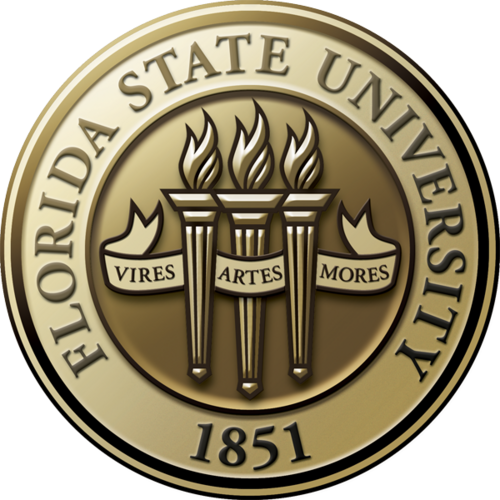 FLORIDA STATE UNIVERSITY
VIRES ARTES MORES
1851